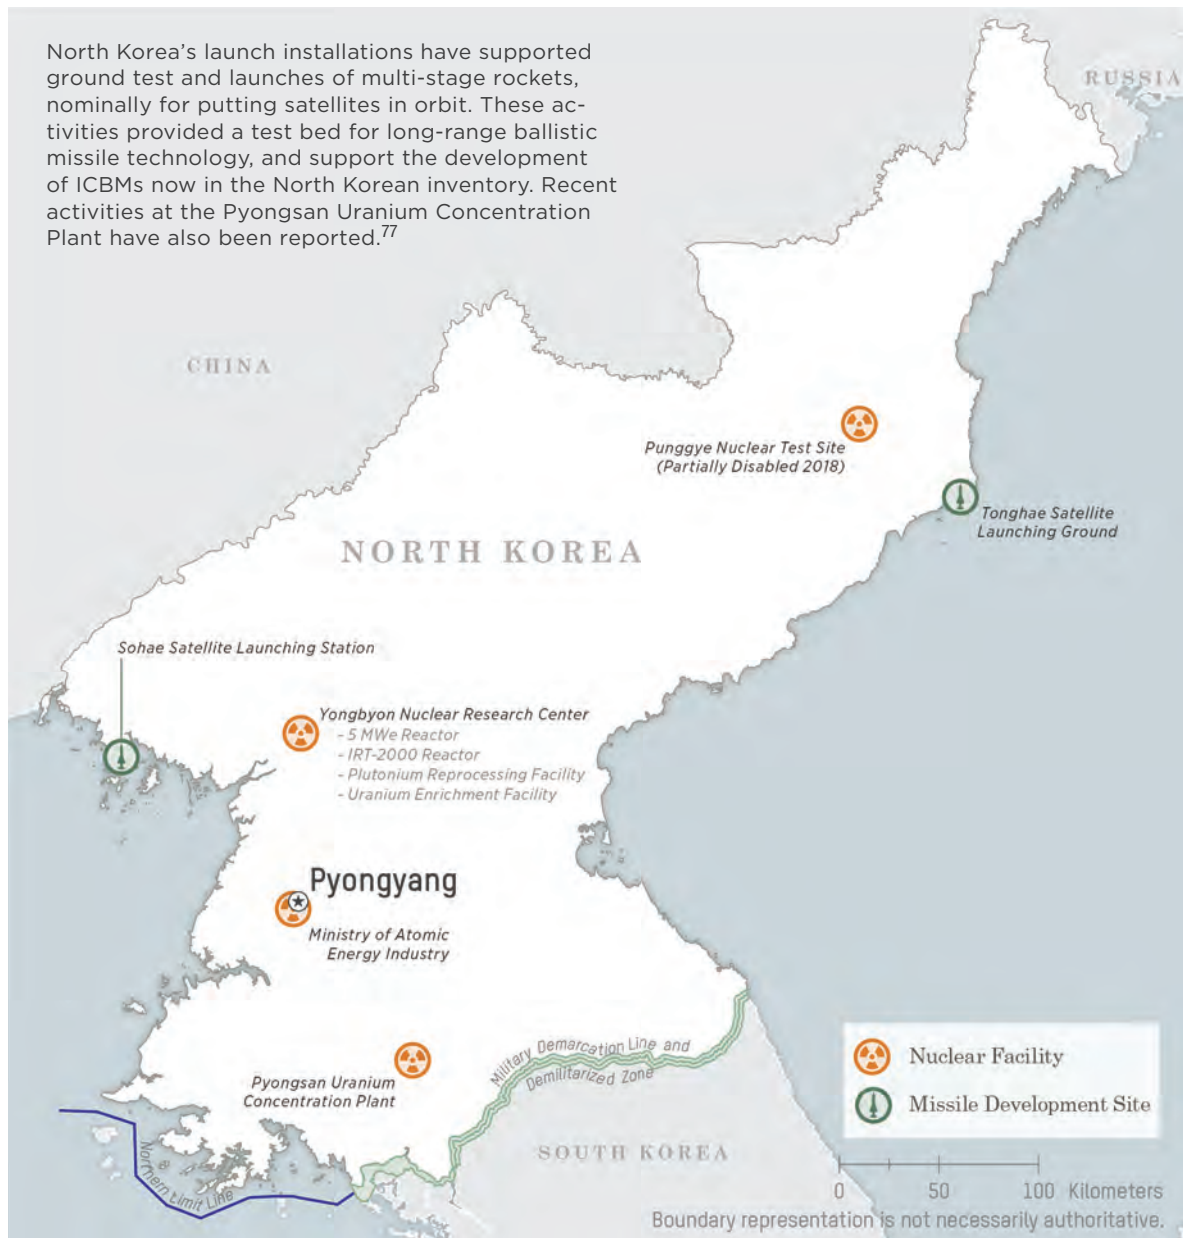 North Korea’s launch installations have supported
ground test and launches of multi-stage rockets,
nominally for putting satellites in orbit. These ac-
tivities provided a test bed for long-range ballistic
missile technology, and support the development
of ICBMs now in the North Korean inventory. Recent
activities at the Pyongsan Uranium Concentration
Plant have also been reported.77
RUSSIA
CHINA
Punggye Nuclear Test Site
(Partially Disabled 2018)
Tonghae Satellite
Launching Ground
NORTH KOREA
Sohae Satellite Launching Station
Yongbyon Nuclear Research Center
- 5 MWe Reactor
- IRT-2000 Reactor
- Plutonium Reprocessing Facility
- Uranium Enrichment Facility
Pyongyang
Ministry of Atomic
Energy Industry
Military Demarcation Line and
Demilitarized Zone
Pyongsan Uranium
Concentration Plant
Northern Limit Line
SOUTH KOREA
Nuclear Facility
Missile Development Site
0 50 100 Kilometers
Boundary representation is not necessarily authoritative.